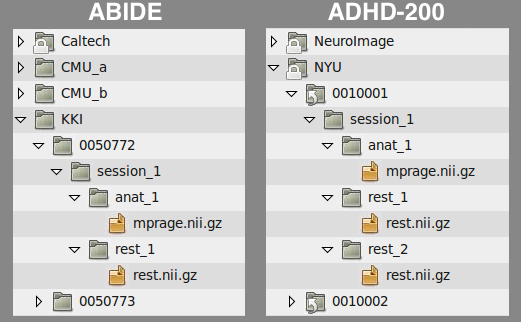 ABIDE
Caltech
CMU_a
CMU_b
KKI
0050772
session_1
anat_1
mprage.nii.gz
rest_1
rest.nii.gz
0050773
ADHD-200
NeuroImage
NYU
0010001
session_1
anat_1
mprage.nii.gz
rest_1
rest.nii.gz
rest_2
rest.nii.gz
0010002